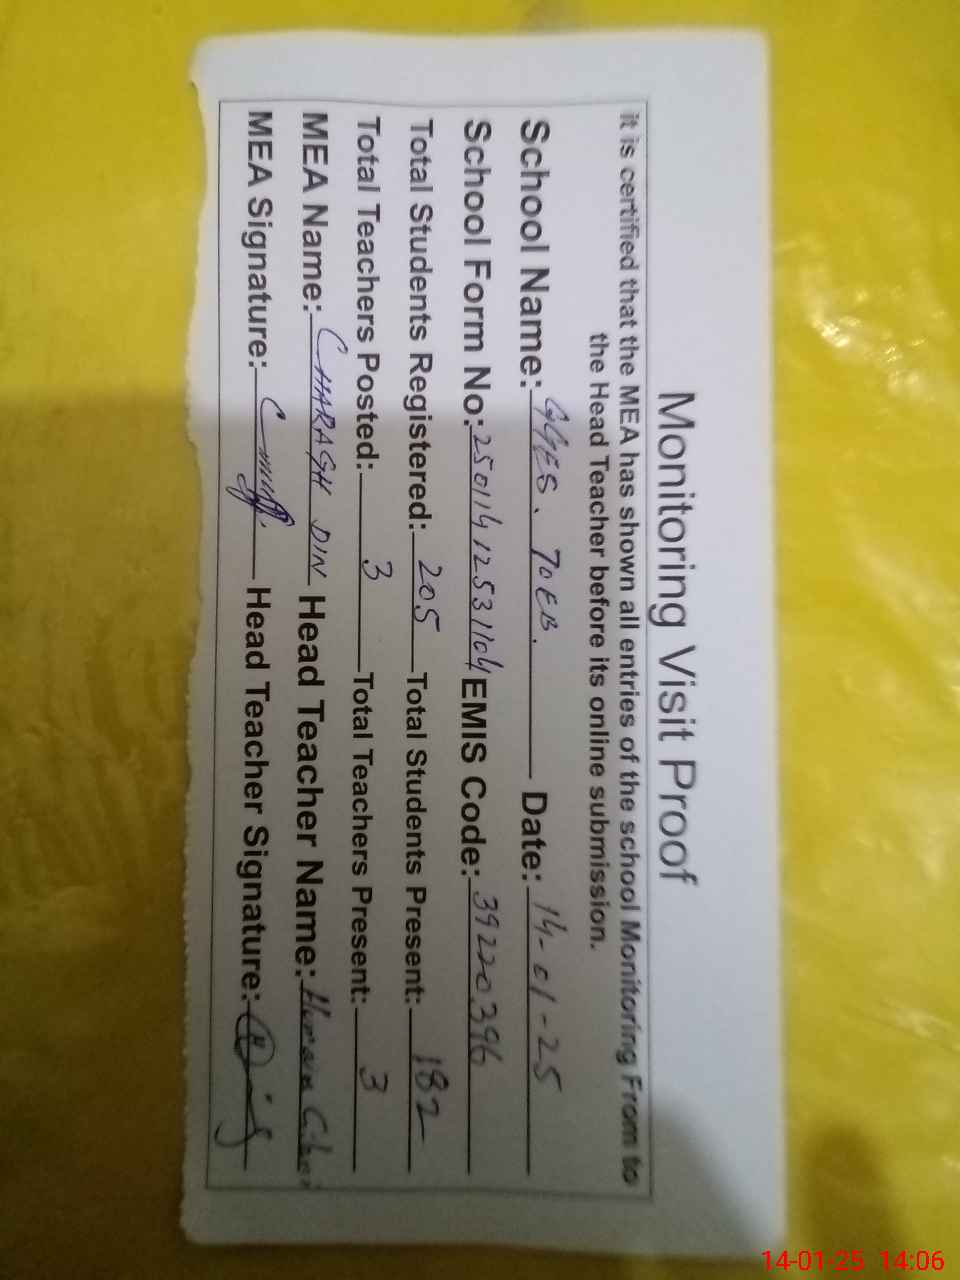 Monitoring Visit Proof
it is certified that the MEA has shown all entries of the school Monitoring From to
the Head Teacher before its online submission.
School Name: GGES. 70 EB. Date: 14-01-25
School Form No: 25011412531104 EMIS Code: 39220396
Total Students Registered: 205 Total Students Present: 182
Total Teachers Posted: 3 Total Teachers Present: 3
MEA Name: CHARAGH DIN Head Teacher Name:
MEA Signature: Head Teacher Signature:
14-01-25 14:06